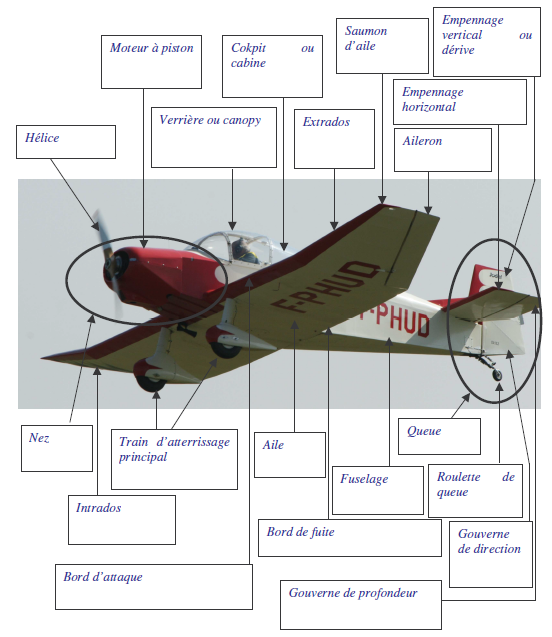 Empennage
vertical ou
dérive
Saumon
d'aile
Moteur à piston
Cokpit ou
cabine
Empennage
horizontal
Verrière ou canopy
Extrados
Aileron
Hélice
F-PHUD
F-PHUD
Nez
Train d'atterrissage
principal
Aile
Queue
Fuselage
Roulette de
queue
Intrados
Bord de fuite
Gouverne
de direction
Bord d'attaque
Gouverne de profondeur